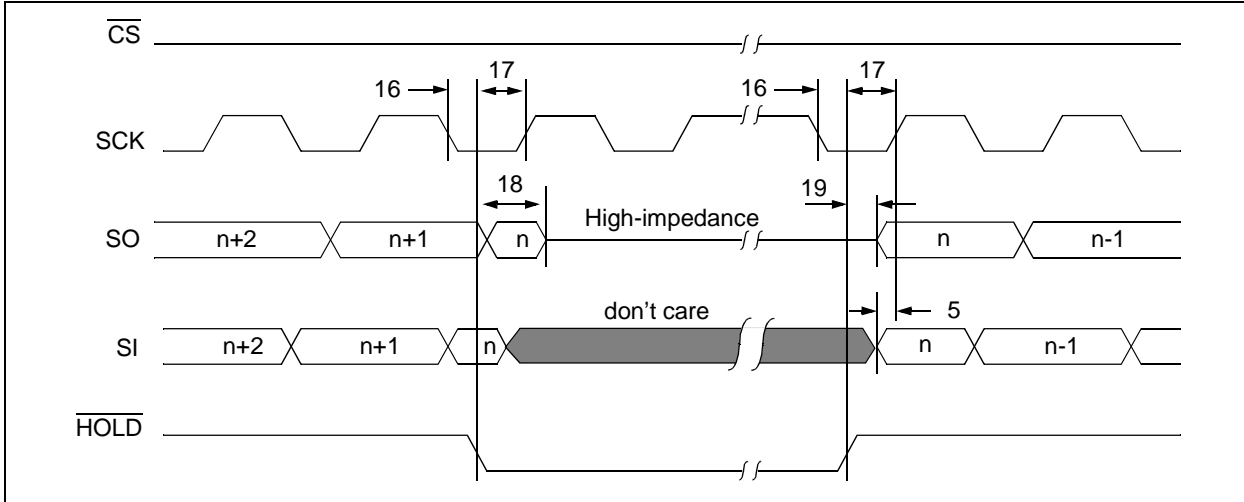 CS
16 17 16 17
SCK
18 19
High-impedance
SO n+2 n+1 n n n-1
don't care 5
SI n+2 n+1 n n n-1
HOLD